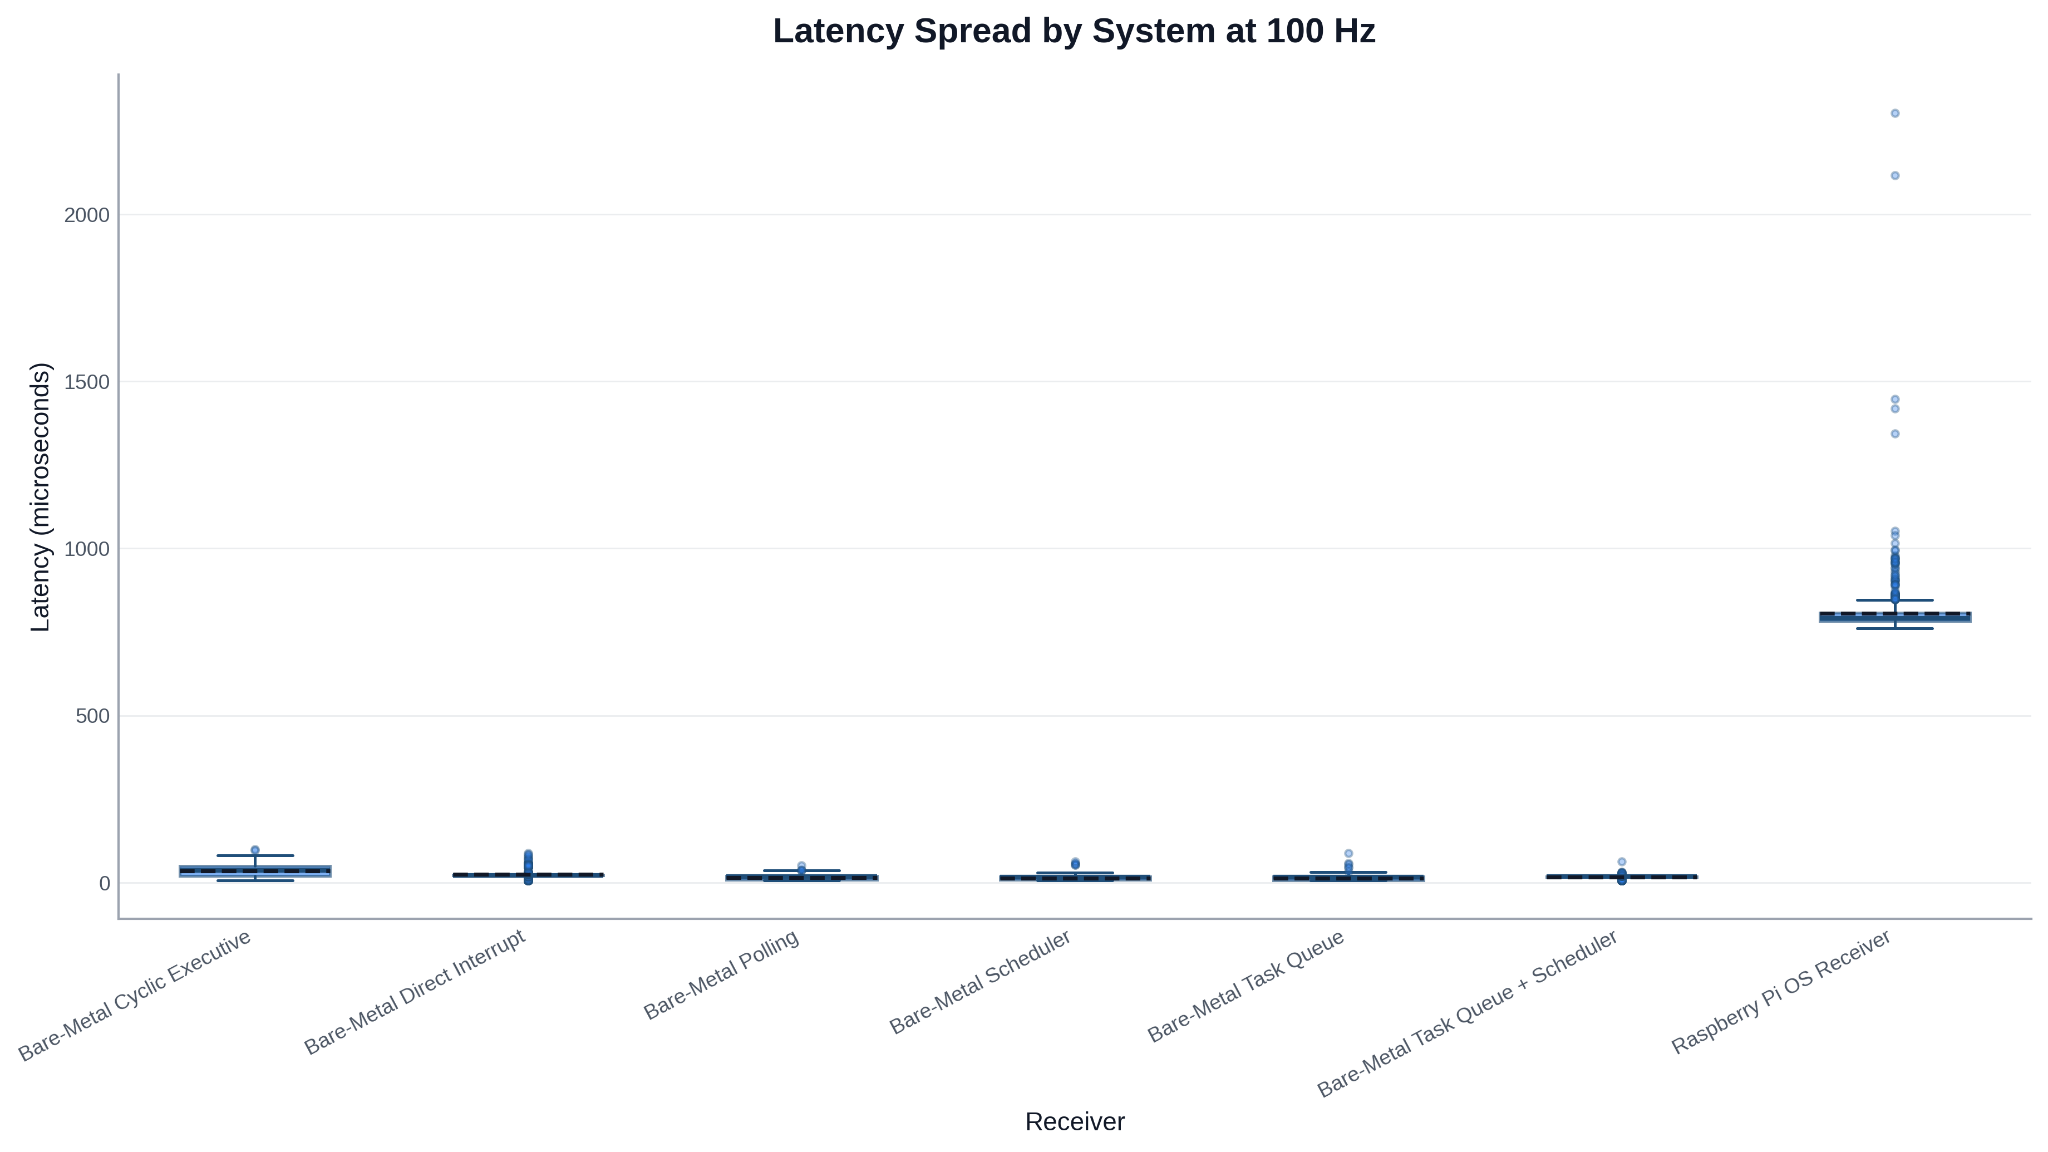 Latency Spread by System at 100 Hz
Latency (microseconds)
2000
1500
1000
500
0
Bare-Metal Cyclic Executive
Bare-Metal Direct Interrupt
Bare-Metal Polling
Bare-Metal Scheduler
Bare-Metal Task Queue
Bare-Metal Task Queue + Scheduler
Raspberry Pi OS Receiver
Receiver